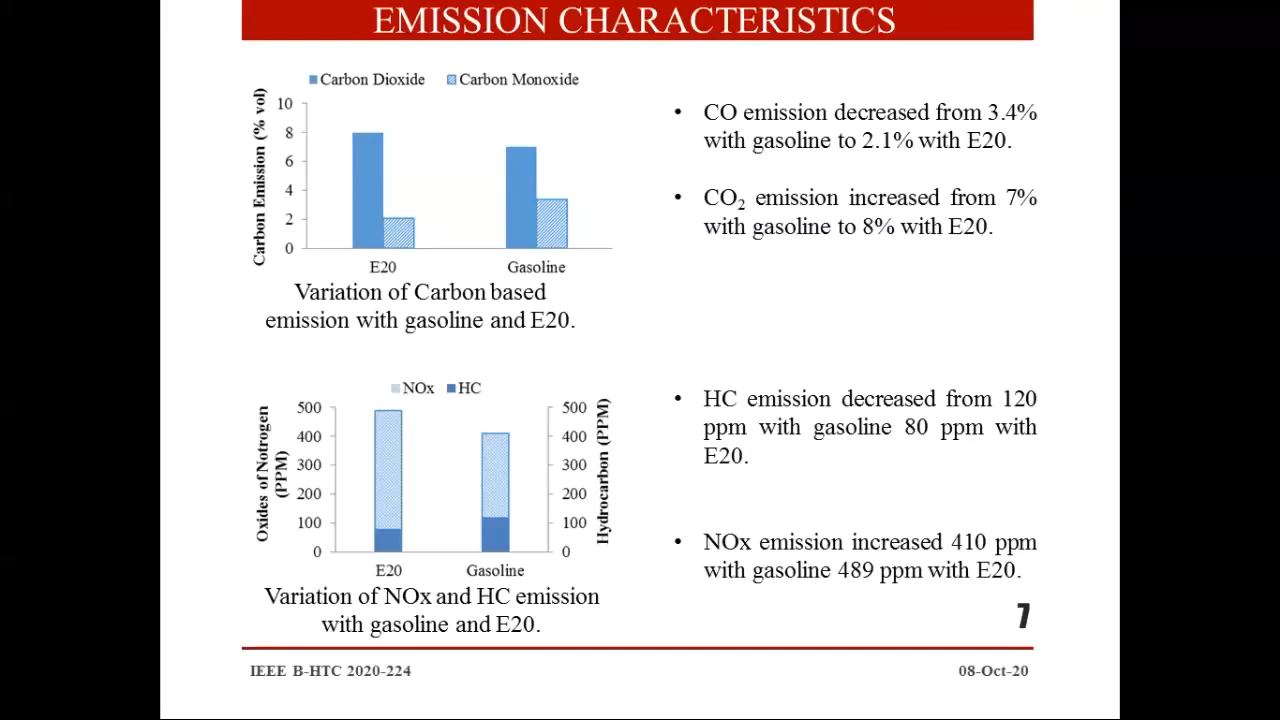 EMISSION CHARACTERISTICS
Carbon Dioxide Carbon Monoxide
Carbon Emission (% vol)
10
8
6
4
2
0
E20 Gasoline
Variation of Carbon based
emission with gasoline and E20.
• CO emission decreased from 3.4%
with gasoline to 2.1% with E20.
• CO2 emission increased from 7%
with gasoline to 8% with E20.
NOx HC
Oxides of Notrogen
(PPM)
500 500
400 400
300 300
200 200
100 100
0 0
Hydrocarbon (PPM)
E20 Gasoline
Variation of NOx and HC emission
with gasoline and E20.
• HC emission decreased from 120
ppm with gasoline 80 ppm with
E20.
• NOx emission increased 410 ppm
with gasoline 489 ppm with E20.
7
IEEE B-HTC 2020-224 08-Oct-20